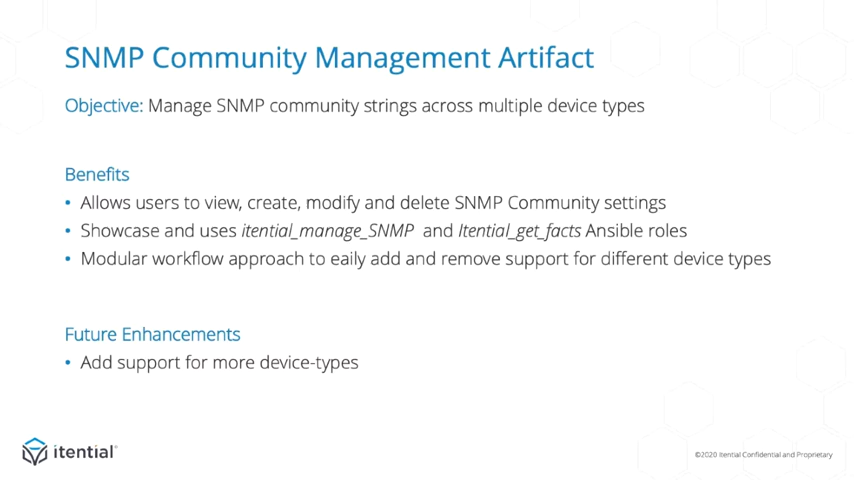 SNMP Community Management Artifact
Objective: Manage SNMP community strings across multiple device types
Benefits
• Allows users to view, create, modify and delete SNMP Community settings
• Showcase and uses itential_manage_SNMP and Itential_get_facts Ansible roles
• Modular workflow approach to eaily add and remove support for different device types
Future Enhancements
• Add support for more device-types
itential®
©2020 Itential Confidential and Proprietary